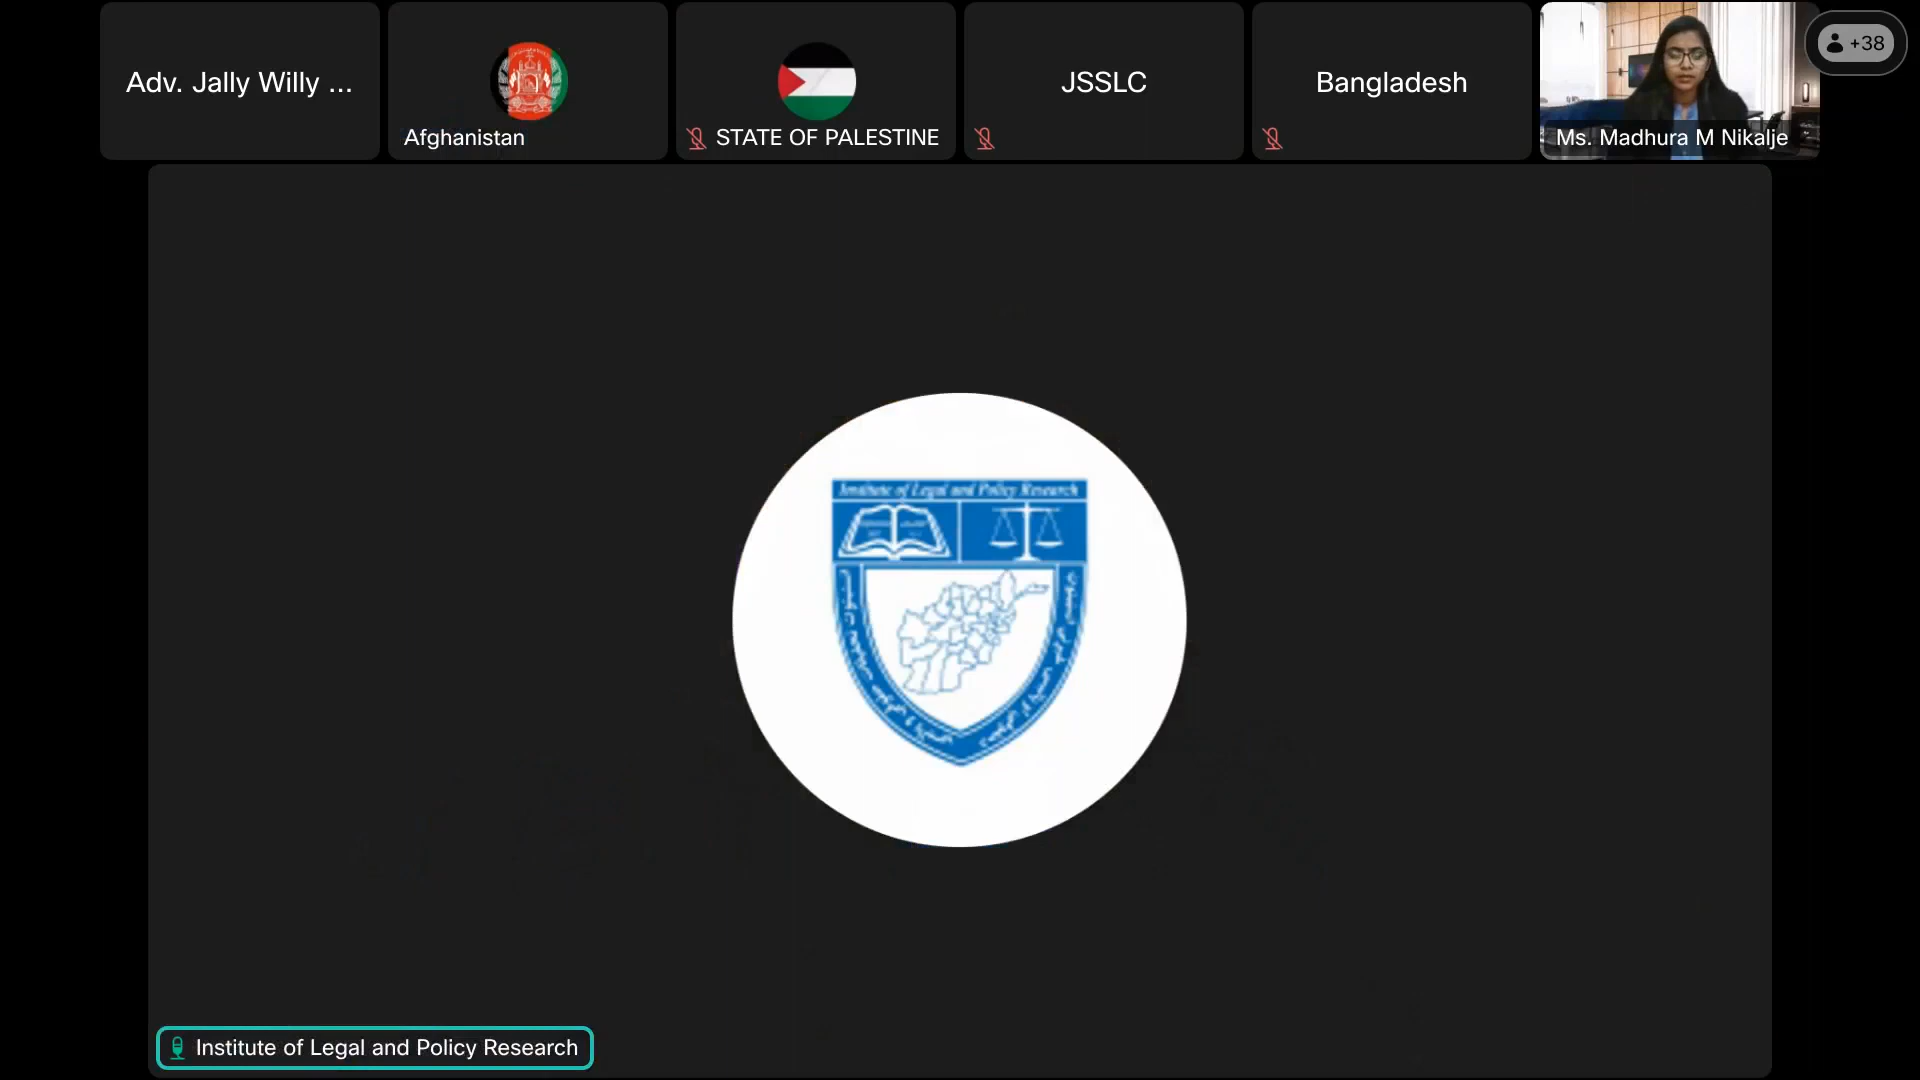 Adv. Jally Willy ...
Afghanistan
STATE OF PALESTINE
JSSLC
Bangladesh
Ms. Madhura M Nikalje
+38
Institute of Legal and Policy Research
Institute of Legal and Policy Research